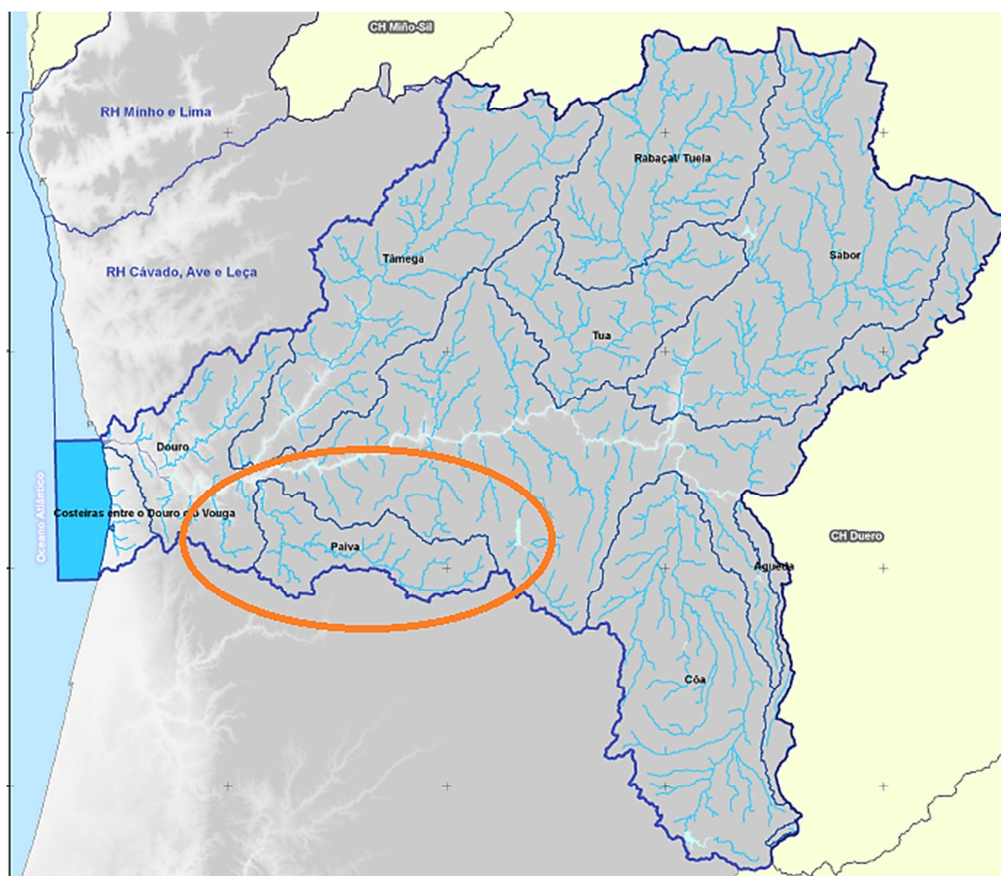 CH Miño-Sil
RH Minho e Lima
Rabaçal/ Tuela
Tâmega
Sabor
RH Cávado, Ave e Leça
Tua
Douro
Oceano Atlântico
Costeiras entre o Douro e o Vouga
CH Duero
Paiva
Águeda
Côa